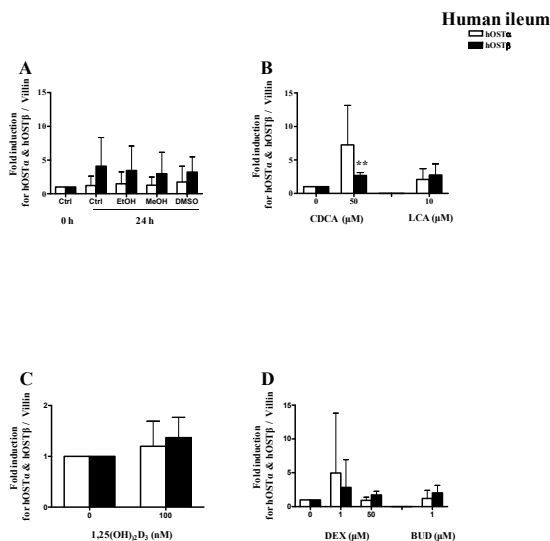 Human ileum
hOSTα
hOSTβ
A
Fold induction
for hOSTα & hOSTβ / Villin
15
10
5
0
Ctrl Ctrl EtOH MeOH DMSO
0 h 24 h
B
Fold induction
for hOSTα & hOSTβ / Villin
15
10
5
0
**
0 50 10
CDCA (μM) LCA (μM)
C
Fold induction
for hOSTα & hOSTβ / Villin
2
1
0
0 100
1,25(OH)₂D₃ (nM)
D
Fold induction
for hOSTα & hOSTβ / Villin
15
10
5
0
0 1 50 1
DEX (μM) BUD (μM)